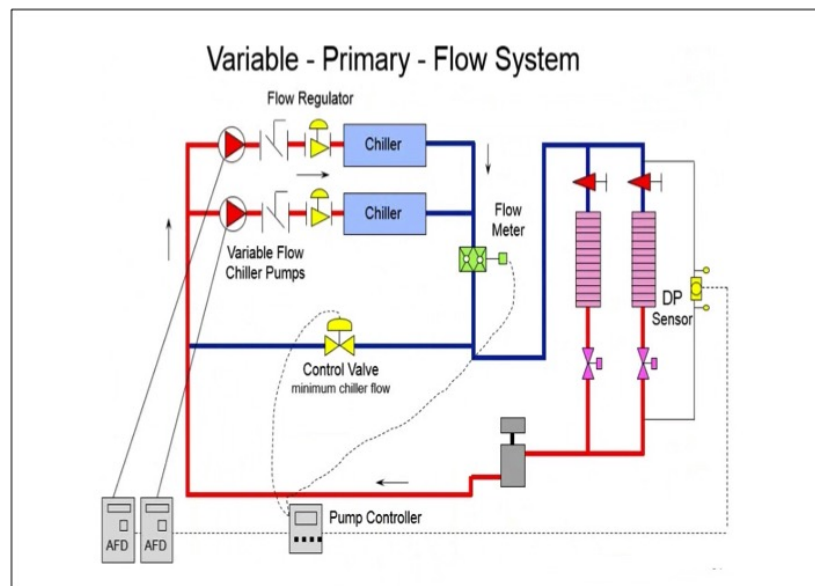 Variable - Primary - Flow System
Flow Regulator
Chiller
Chiller
Flow
Meter
Variable Flow
Chiller Pumps
DP
Sensor
Control Valve
minimum chiller flow
Pump Controller
AFD
AFD